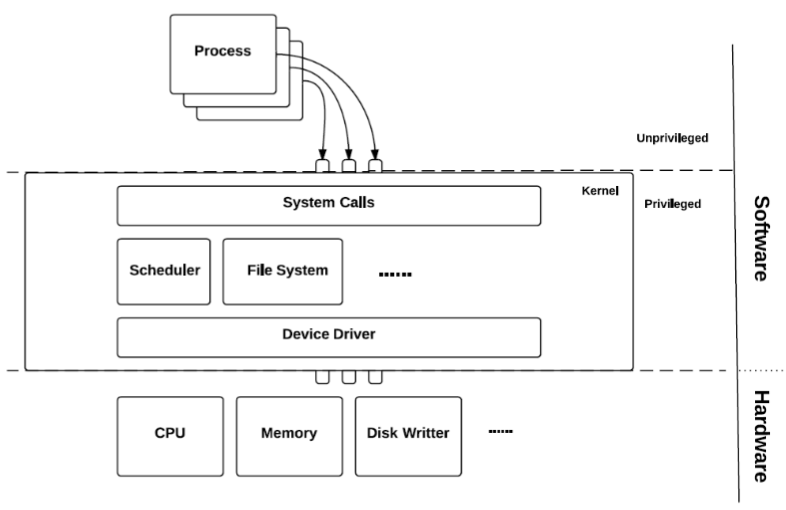 Process
Unprivileged
Kernel
Privileged
System Calls
Scheduler
File System
......
Device Driver
Software
CPU
Memory
Disk Writter
......
Hardware